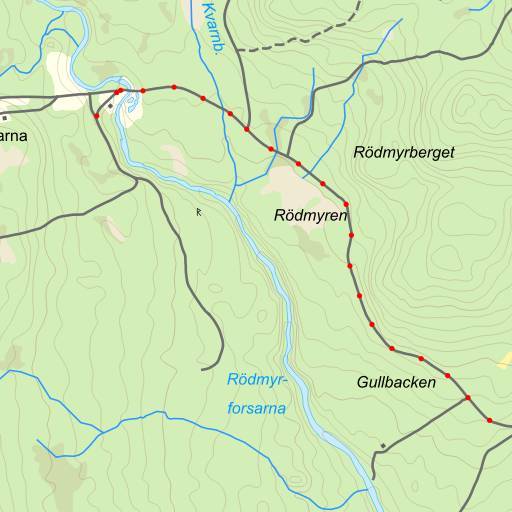 Kvarnb.
arna
Rödmyrberget
Rödmyren
Gullbacken
Rödmyr-
forsarna